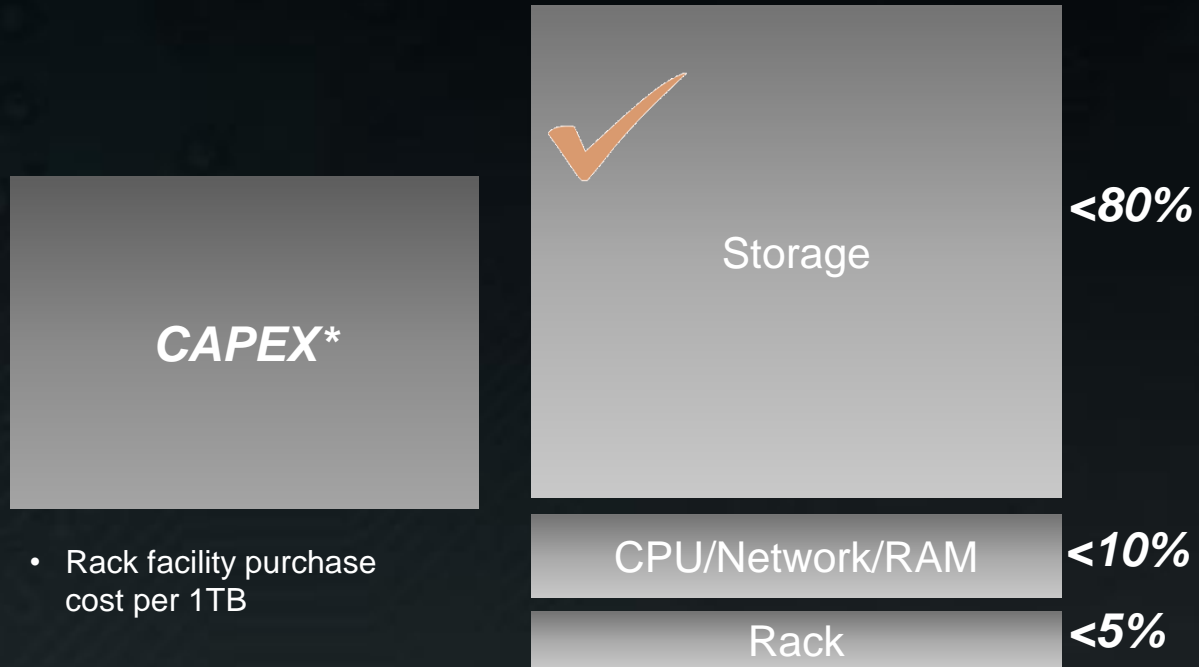 CAPEX*
• Rack facility purchase
cost per 1TB
Storage
<80%
CPU/Network/RAM
<10%
Rack
<5%